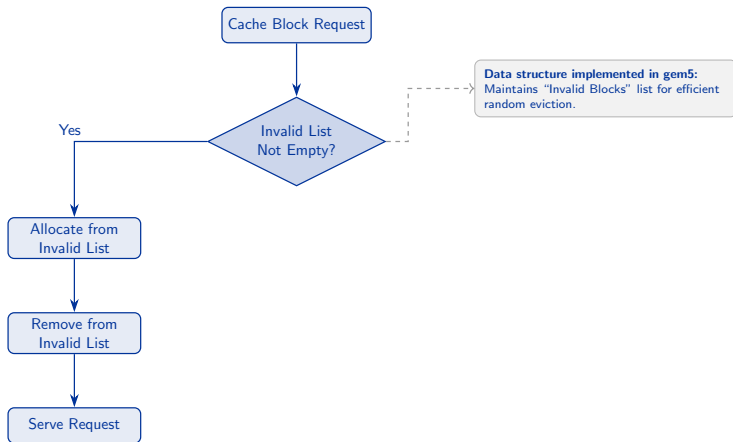 Cache Block Request
Data structure implemented in gem5:
Maintains “Invalid Blocks” list for efficient
random eviction.
Invalid List
Not Empty?
Yes
Allocate from
Invalid List
Remove from
Invalid List
Serve Request